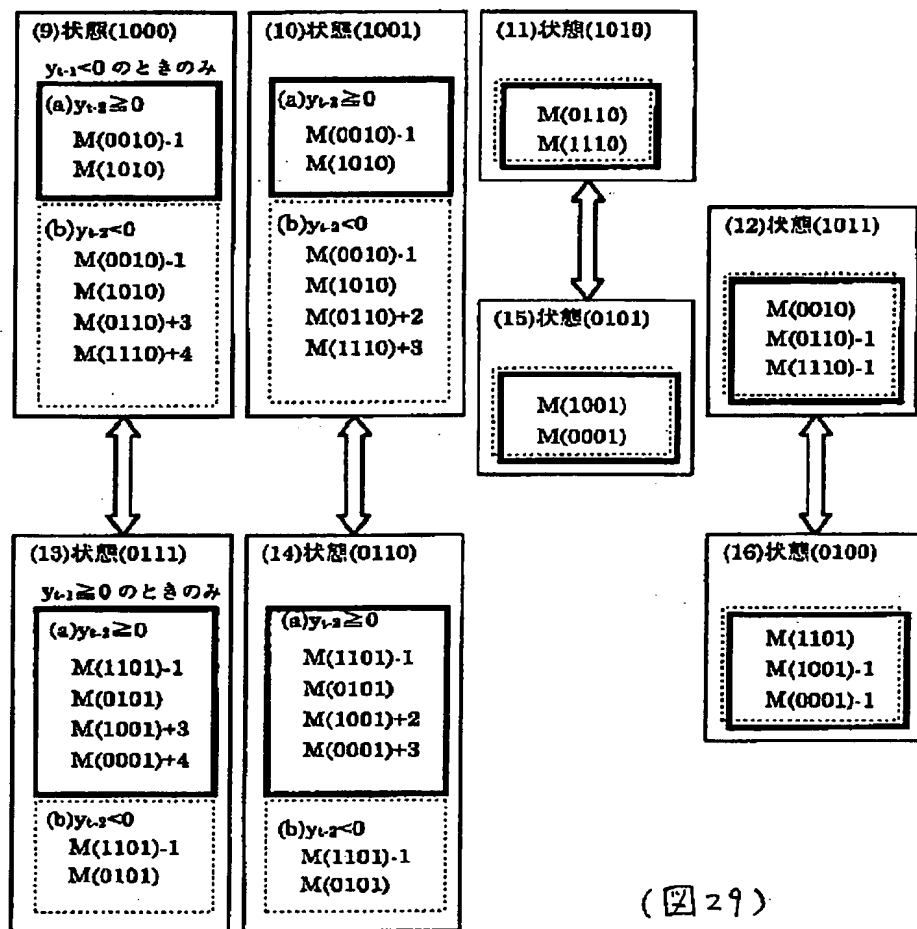 (9)状態(1000)
yt-1<0 のときのみ
(a)yt-2≧0
M(0010)-1
M(1010)
(b)yt-2<0
M(0010)-1
M(1010)
M(0110)+3
M(1110)+4
(10)状態(1001)
(a)yt-2≧0
M(0010)-1
M(1010)
(b)yt-2<0
M(0010)-1
M(1010)
M(0110)+2
M(1110)+3
(11)状態(1010)
M(0110)
M(1110)
(12)状態(1011)
M(0010)
M(0110)-1
M(1110)-1
(13)状態(0111)
yt-1≧0 のときのみ
(a)yt-2≧0
M(1101)-1
M(0101)
M(1001)+3
M(0001)+4
(b)yt-2<0
M(1101)-1
M(0101)
(14)状態(0110)
(a)yt-2≧0
M(1101)-1
M(0101)
M(1001)+2
M(0001)+3
(b)yt-2<0
M(1101)-1
M(0101)
(15)状態(0101)
M(1001)
M(0001)
(16)状態(0100)
M(1101)
M(1001)-1
M(0001)-1
(図29)